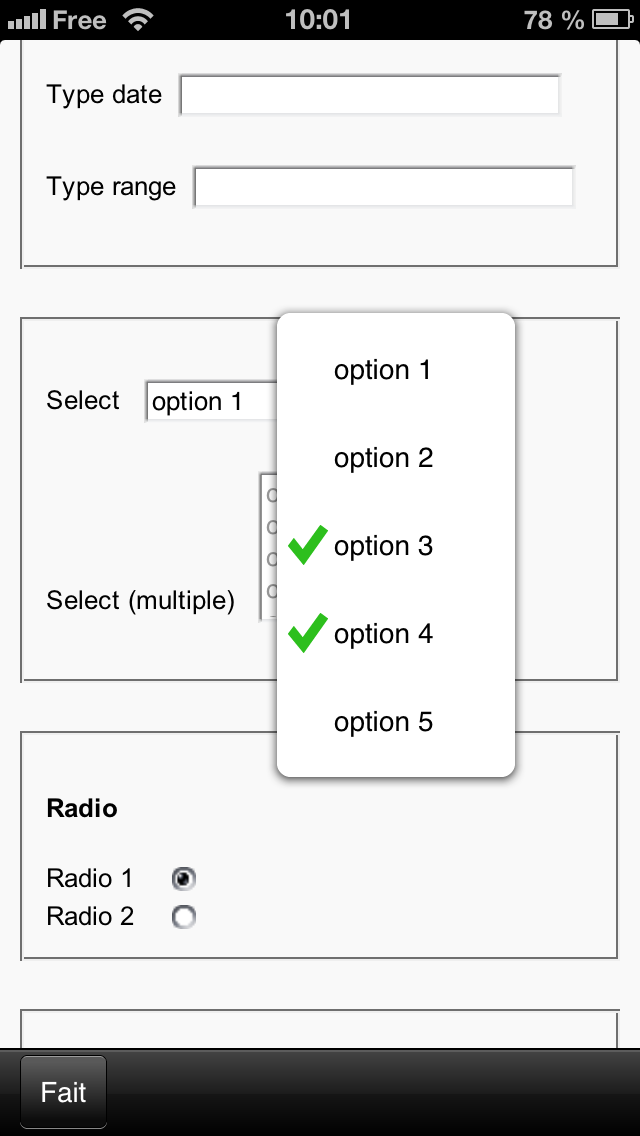 Free 10:01 78 %
Type date
Type range
option 1
Select option 1
option 2
option 3
Select (multiple)
option 4
option 5
Radio
Radio 1
Radio 2
Fait